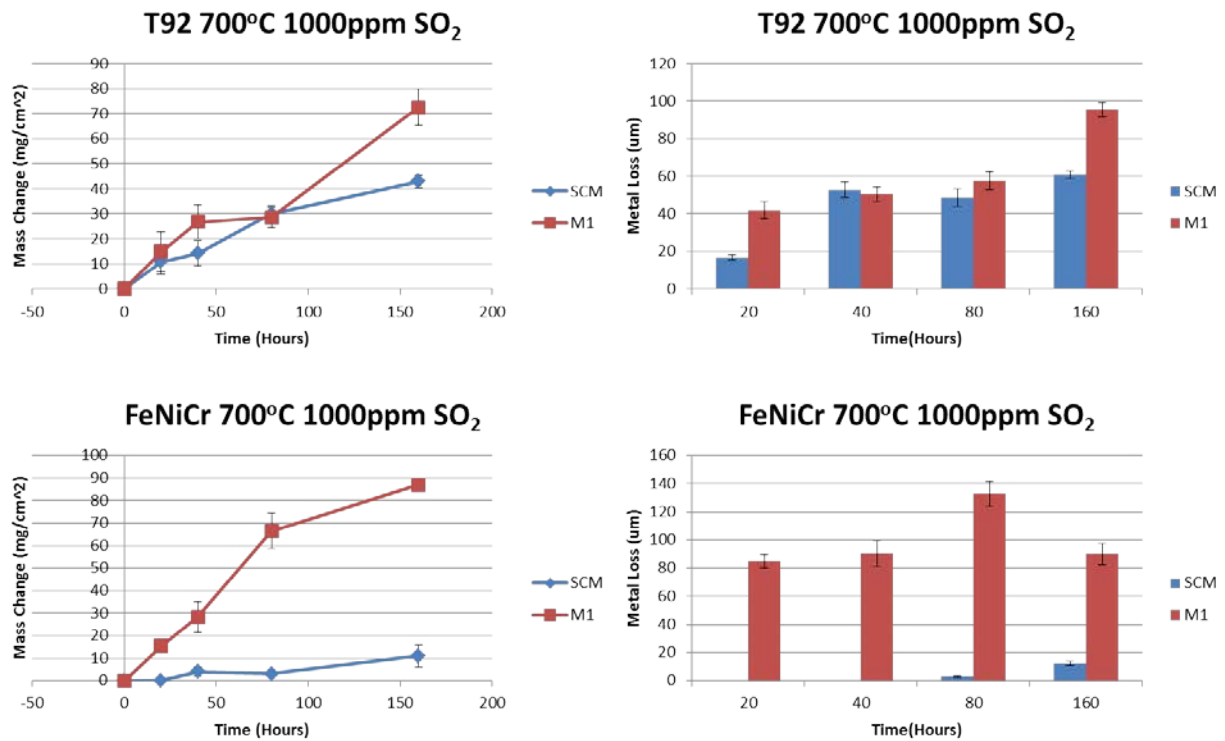 T92 700°C 1000ppm SO₂
Mass Change (mg/cm^2)
90
80
70
60
50
40
30
20
10
0
-50
0
50
100
150
200
Time (Hours)
SCM
M1
T92 700°C 1000ppm SO₂
Metal Loss (um)
120
100
80
60
40
20
0
20
40
80
160
Time(Hours)
SCM
M1
FeNiCr 700°C 1000ppm SO₂
Mass Change (mg/cm^2)
100
90
80
70
60
50
40
30
20
10
0
-50
0
50
100
150
200
Time (Hours)
SCM
M1
FeNiCr 700°C 1000ppm SO₂
Metal Loss (um)
160
140
120
100
80
60
40
20
0
20
40
80
160
Time(Hours)
SCM
M1